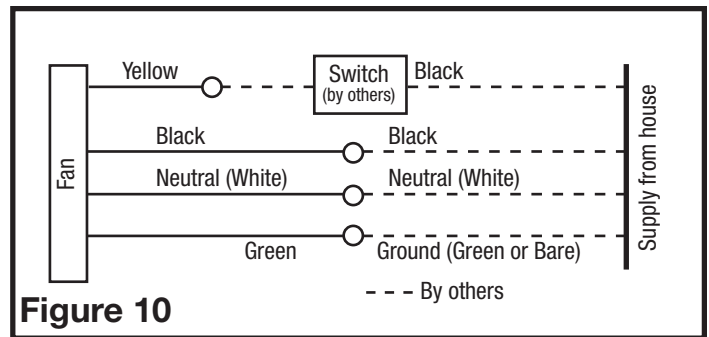 Yellow
Switch
(by others)
Black
Black
Black
Neutral (White)
Neutral (White)
Green
Ground (Green or Bare)
Fan
Supply from house
- - - By others
Figure 10